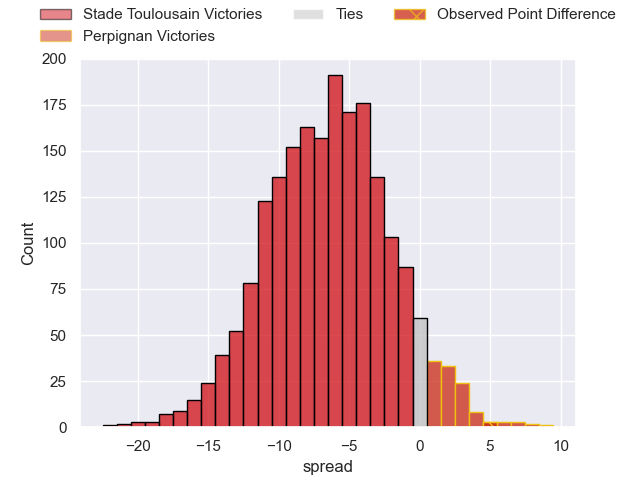 Stade Toulousain Victories Ties Observed Point Difference
Perpignan Victories
200
175
150
125
100
75
50
25
0
Count
−20 −15 −10 −5 0 5 10
spread